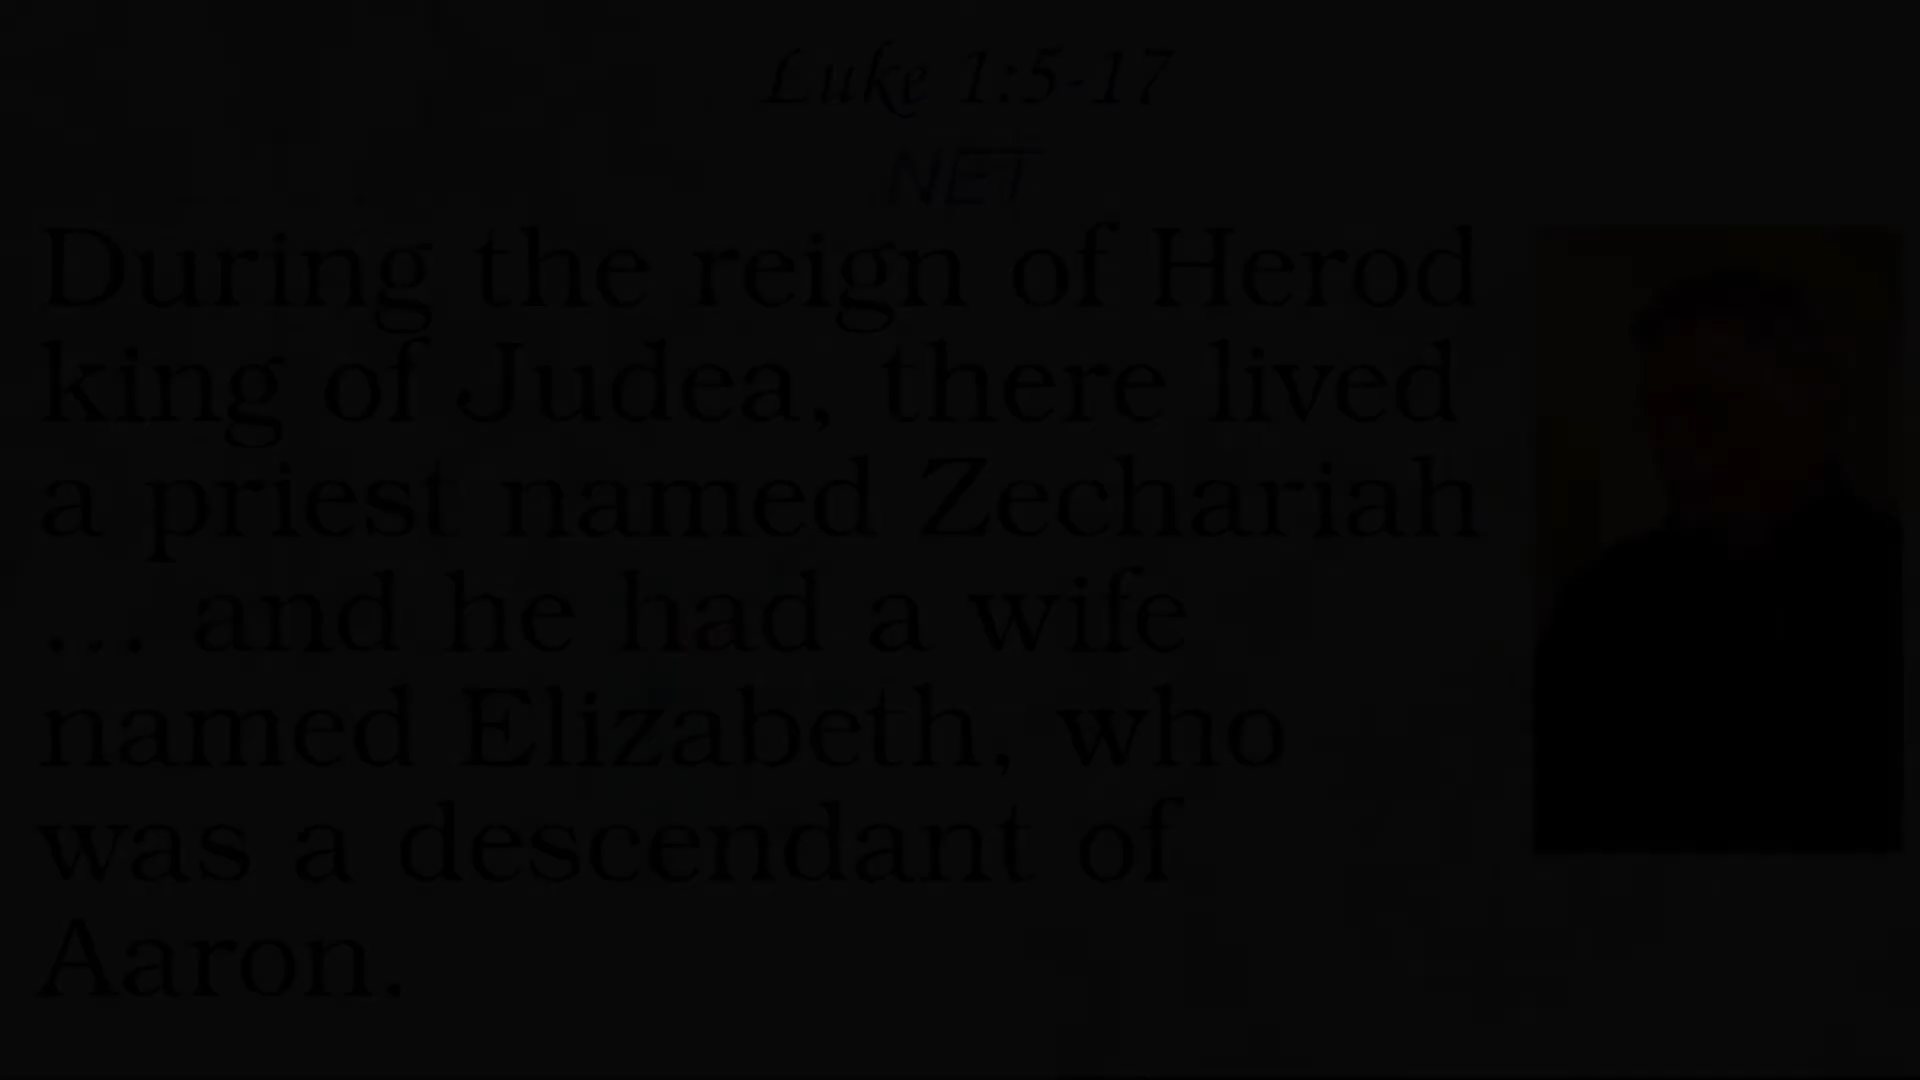 Luke 1:5-17
NET
During the reign of Herod
king of Judea, there lived
a priest named Zechariah
... and he had a wife
named Elizabeth, who
was a descendant of
Aaron.